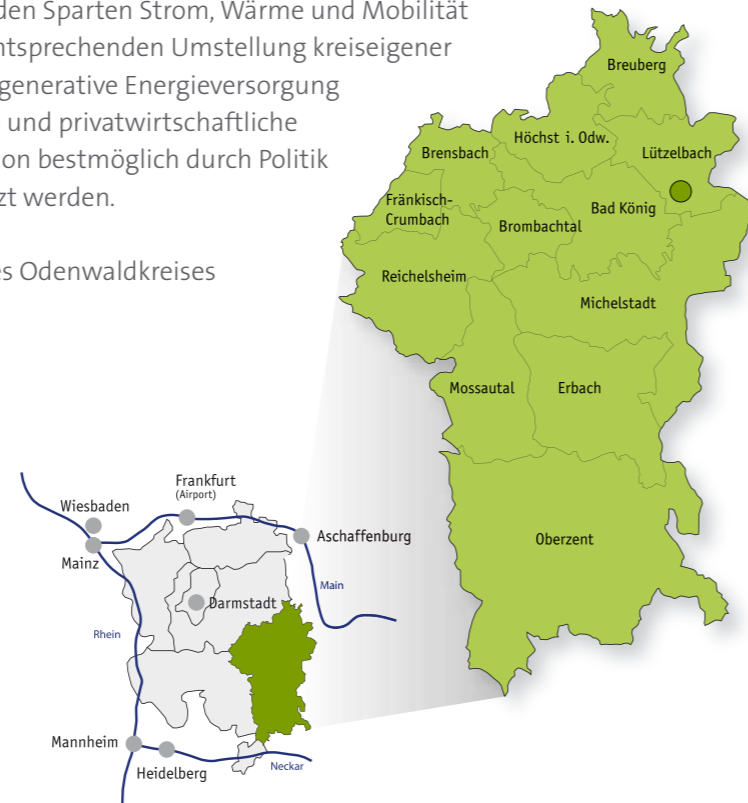 den Sparten Strom, Wärme und Mobilität
ntsprechenden Umstellung kreiseigener
generative Energieversorgung
und privatwirtschaftliche
on bestmöglich durch Politik
zt werden.
es Odenwaldkreises
Breuberg
Höchst i. Odw.
Brensbach
Lützelbach
Fränkisch-
Crumbach
Bad König
Brombachtal
Reichelsheim
Michelstadt
Mossautal
Erbach
Oberzent
Frankfurt
(Airport)
Wiesbaden
Mainz
Aschaffenburg
Main
Darmstadt
Rhein
Mannheim
Heidelberg
Neckar